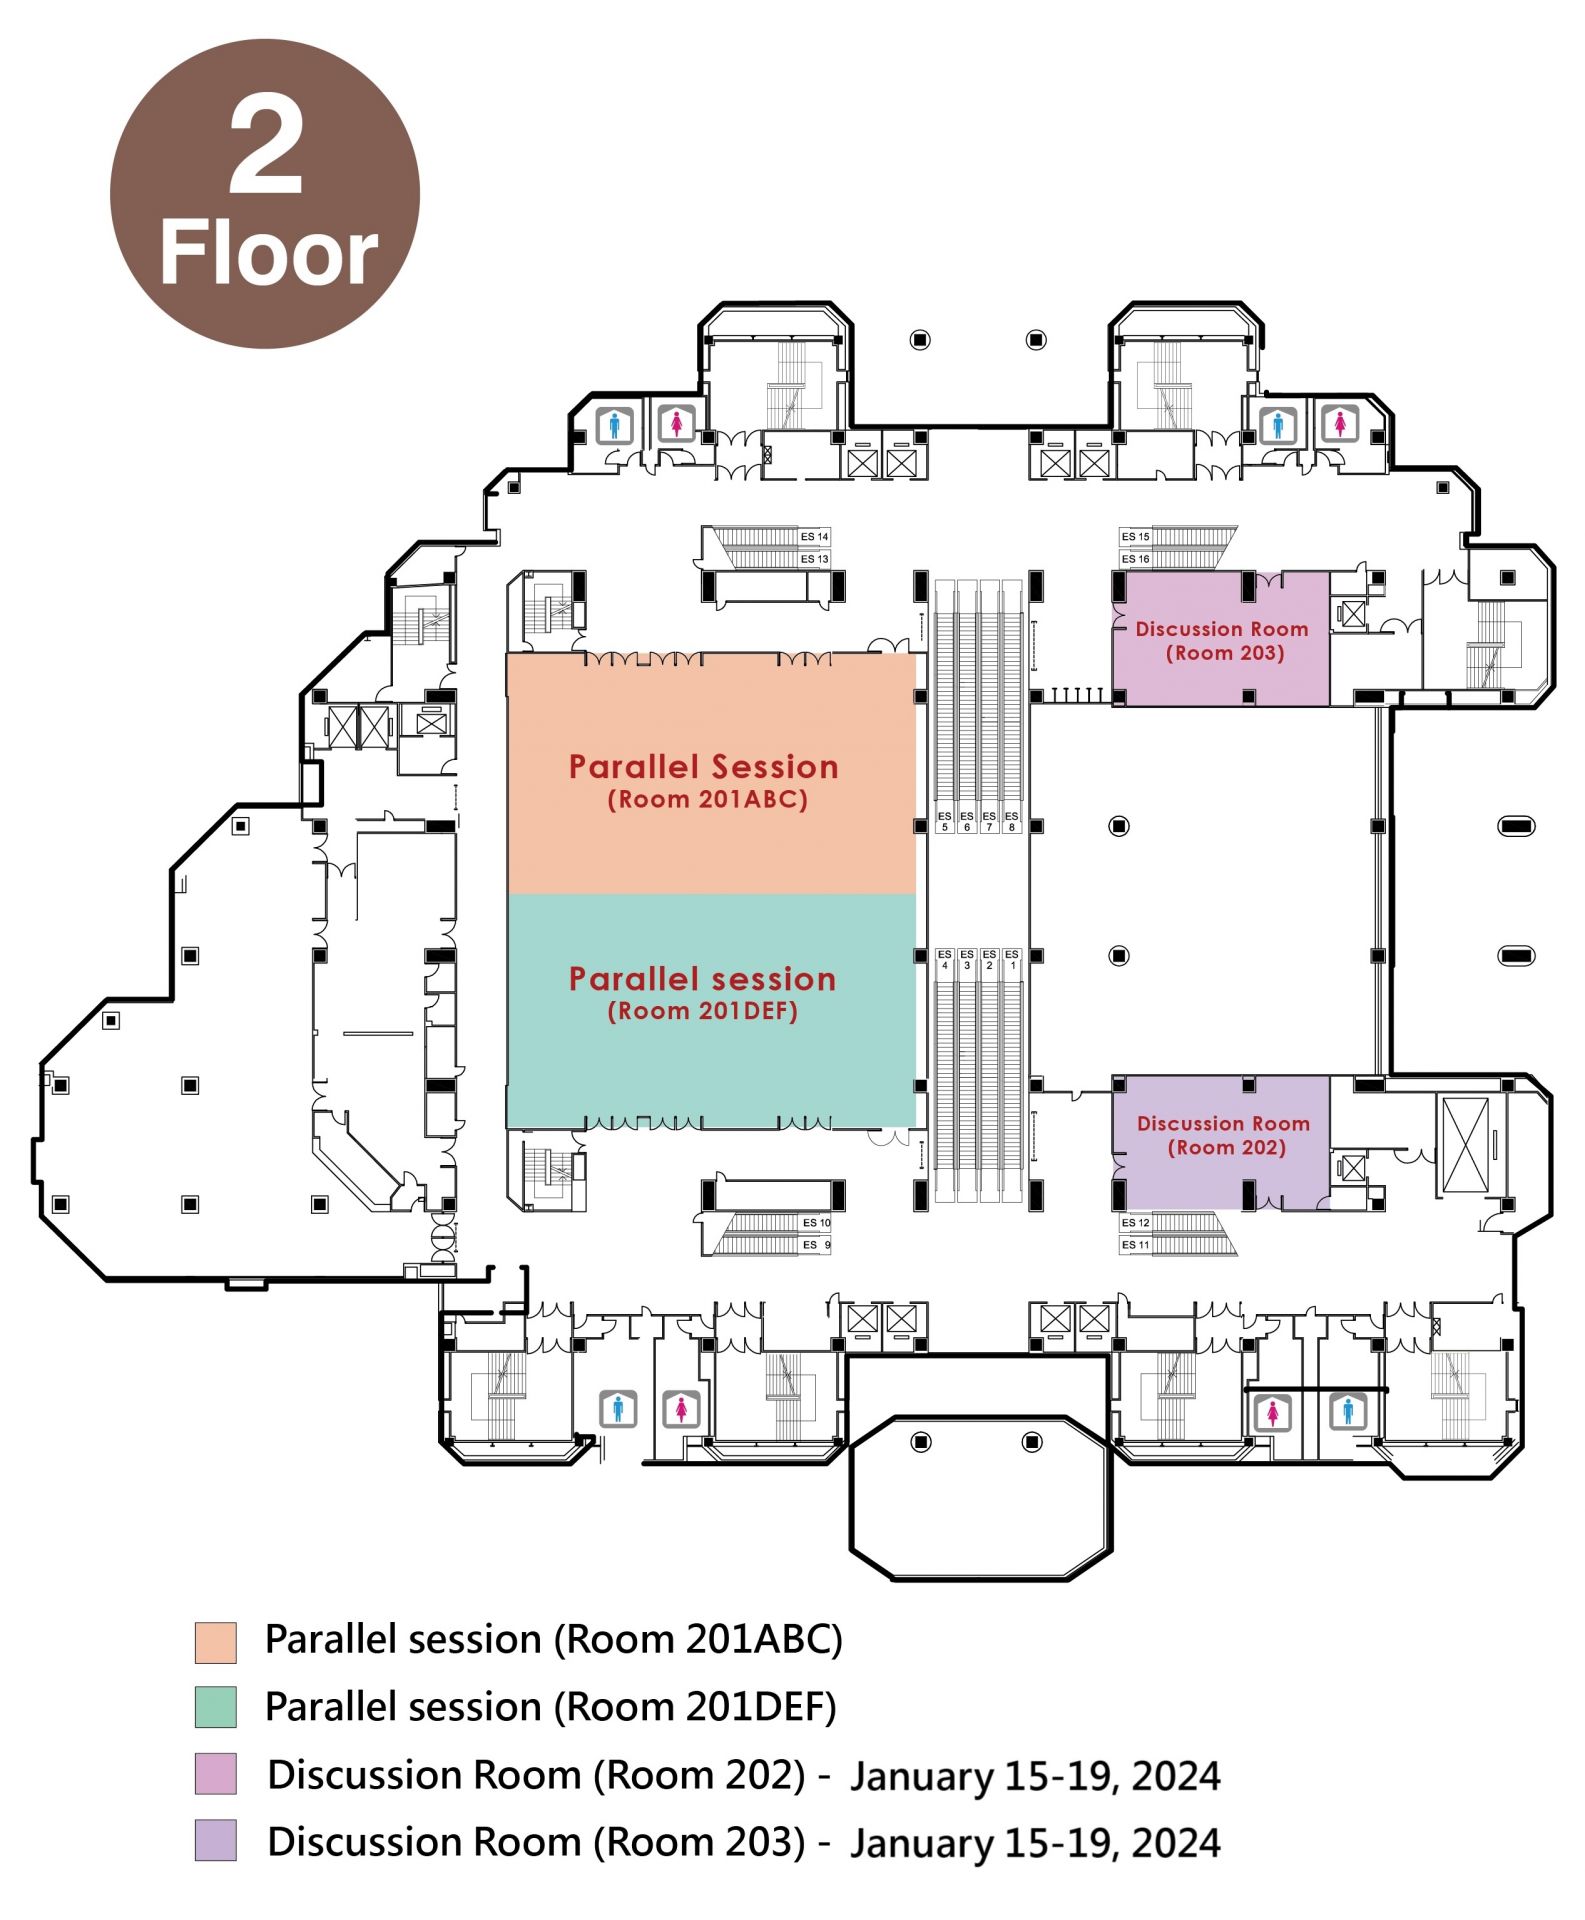 2
Floor
ES 14
ES 13
ES 15
ES 16
Discussion Room
(Room 203)
Parallel Session
(Room 201ABC)
ES 5
ES 6
ES 7
ES 8
Parallel session
(Room 201DEF)
ES 4
ES 3
ES 2
ES 1
Discussion Room
(Room 202)
ES 10
ES 9
ES 12
ES 11
Parallel session (Room 201ABC)
Parallel session (Room 201DEF)
Discussion Room (Room 202) - January 15-19, 2024
Discussion Room (Room 203) - January 15-19, 2024